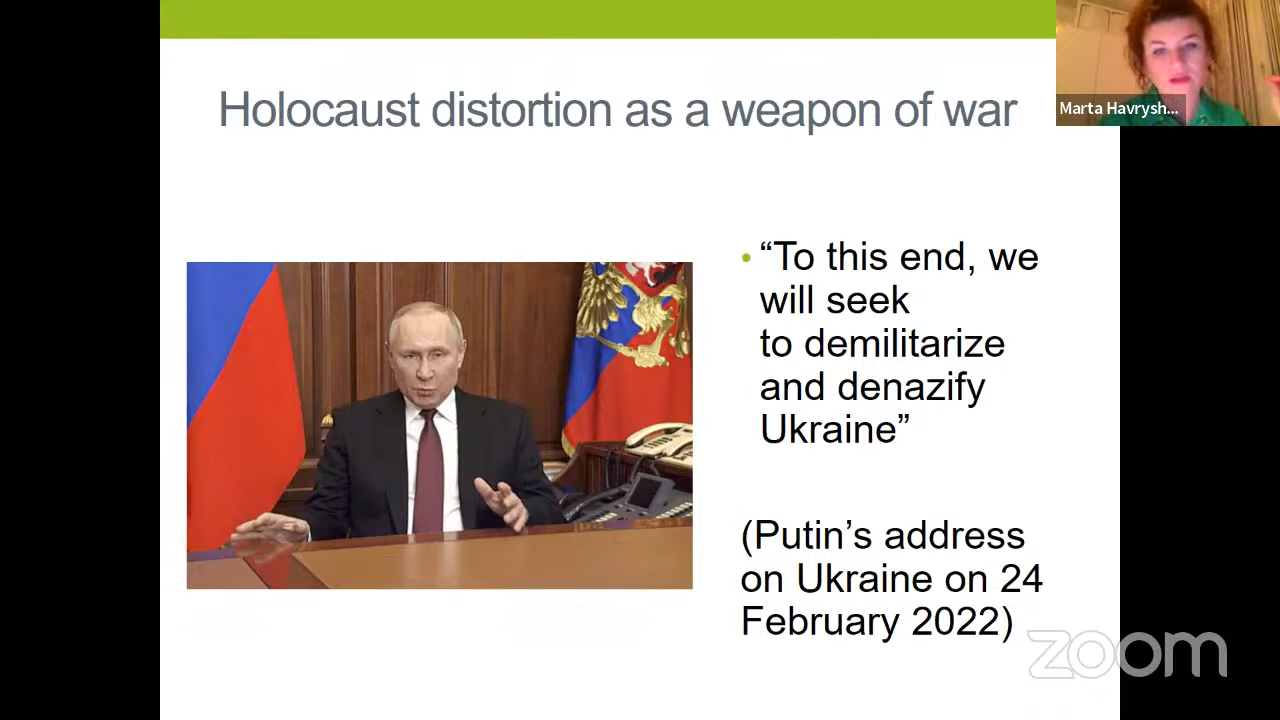 Holocaust distortion as a weapon of war
Marta Havrysh...
• “To this end, we
will seek
to demilitarize
and denazify
Ukraine”
(Putin’s address
on Ukraine on 24
February 2022)
zoom